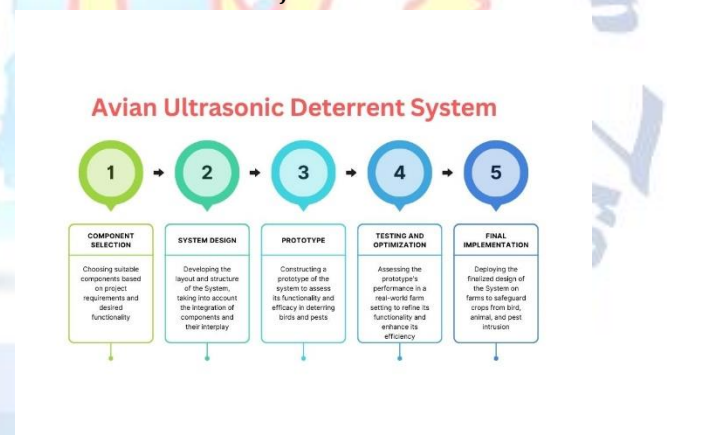 Avian Ultrasonic Deterrent System
1
2
3
4
5
COMPONENT
SELECTION
Choosing suitable
components based
on project
requirements and
desired
functionality
SYSTEM DESIGN
Developing the
layout and structure
of the System,
taking into account
the integration of
components and
their interplay
PROTOTYPE
Constructing a
prototype of the
system to assess
its functionality and
efficacy in deterring
birds and pests
TESTING AND
OPTIMIZATION
Assessing the
prototype's
performance in a
real-world farm
setting to refine its
functionality and
enhance its
efficiency
FINAL
IMPLEMENTATION
Deploying the
finalized design of
the System on
farms to safeguard
crops from bird,
animal, and pest
intrusion